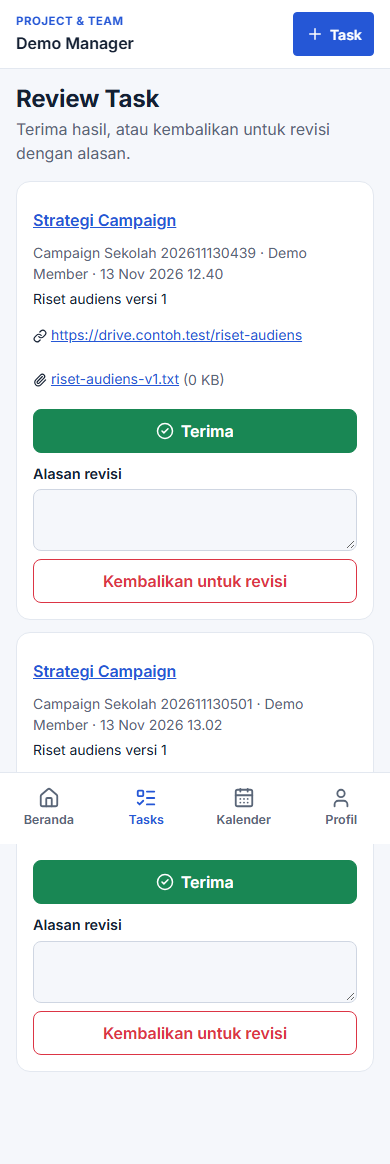 PROJECT & TEAM
Demo Manager
Task
Review Task
Terima hasil, atau kembalikan untuk revisi
dengan alasan.
Strategi Campaign
Campaign Sekolah 202611130439 · Demo
Member · 13 Nov 2026 12.40
Riset audiens versi 1
https://drive.contoh.test/riset-audiens
riset-audiens-v1.txt (0 KB)
Terima
Alasan revisi
Kembalikan untuk revisi
Strategi Campaign
Campaign Sekolah 202611130501 · Demo
Member · 13 Nov 2026 13.02
Riset audiens versi 1
Beranda
Tasks
Kalender
Profil
Terima
Alasan revisi
Kembalikan untuk revisi